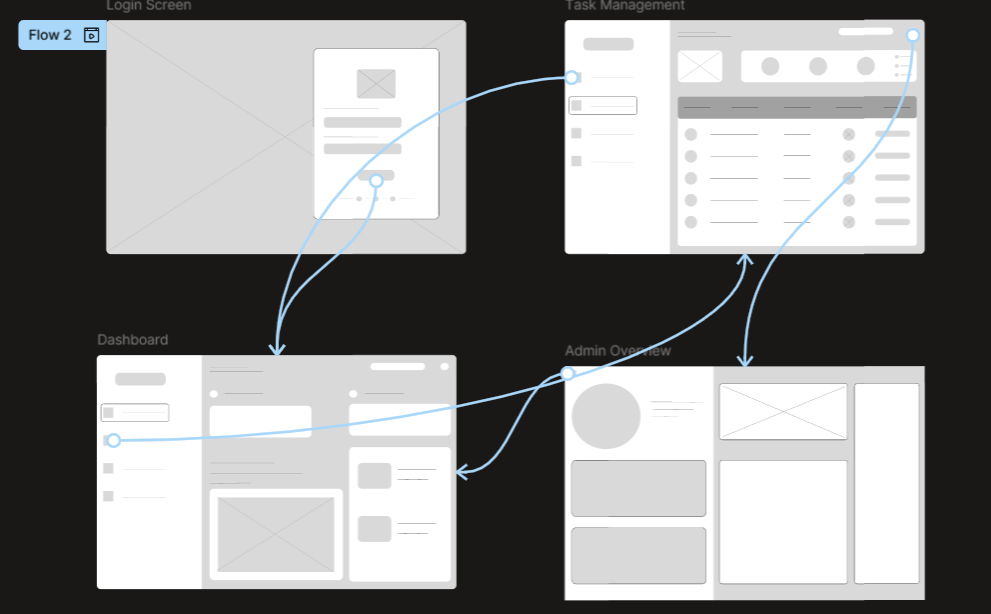 Login Screen
Task Management
Flow 2
Dashboard
Admin Overview